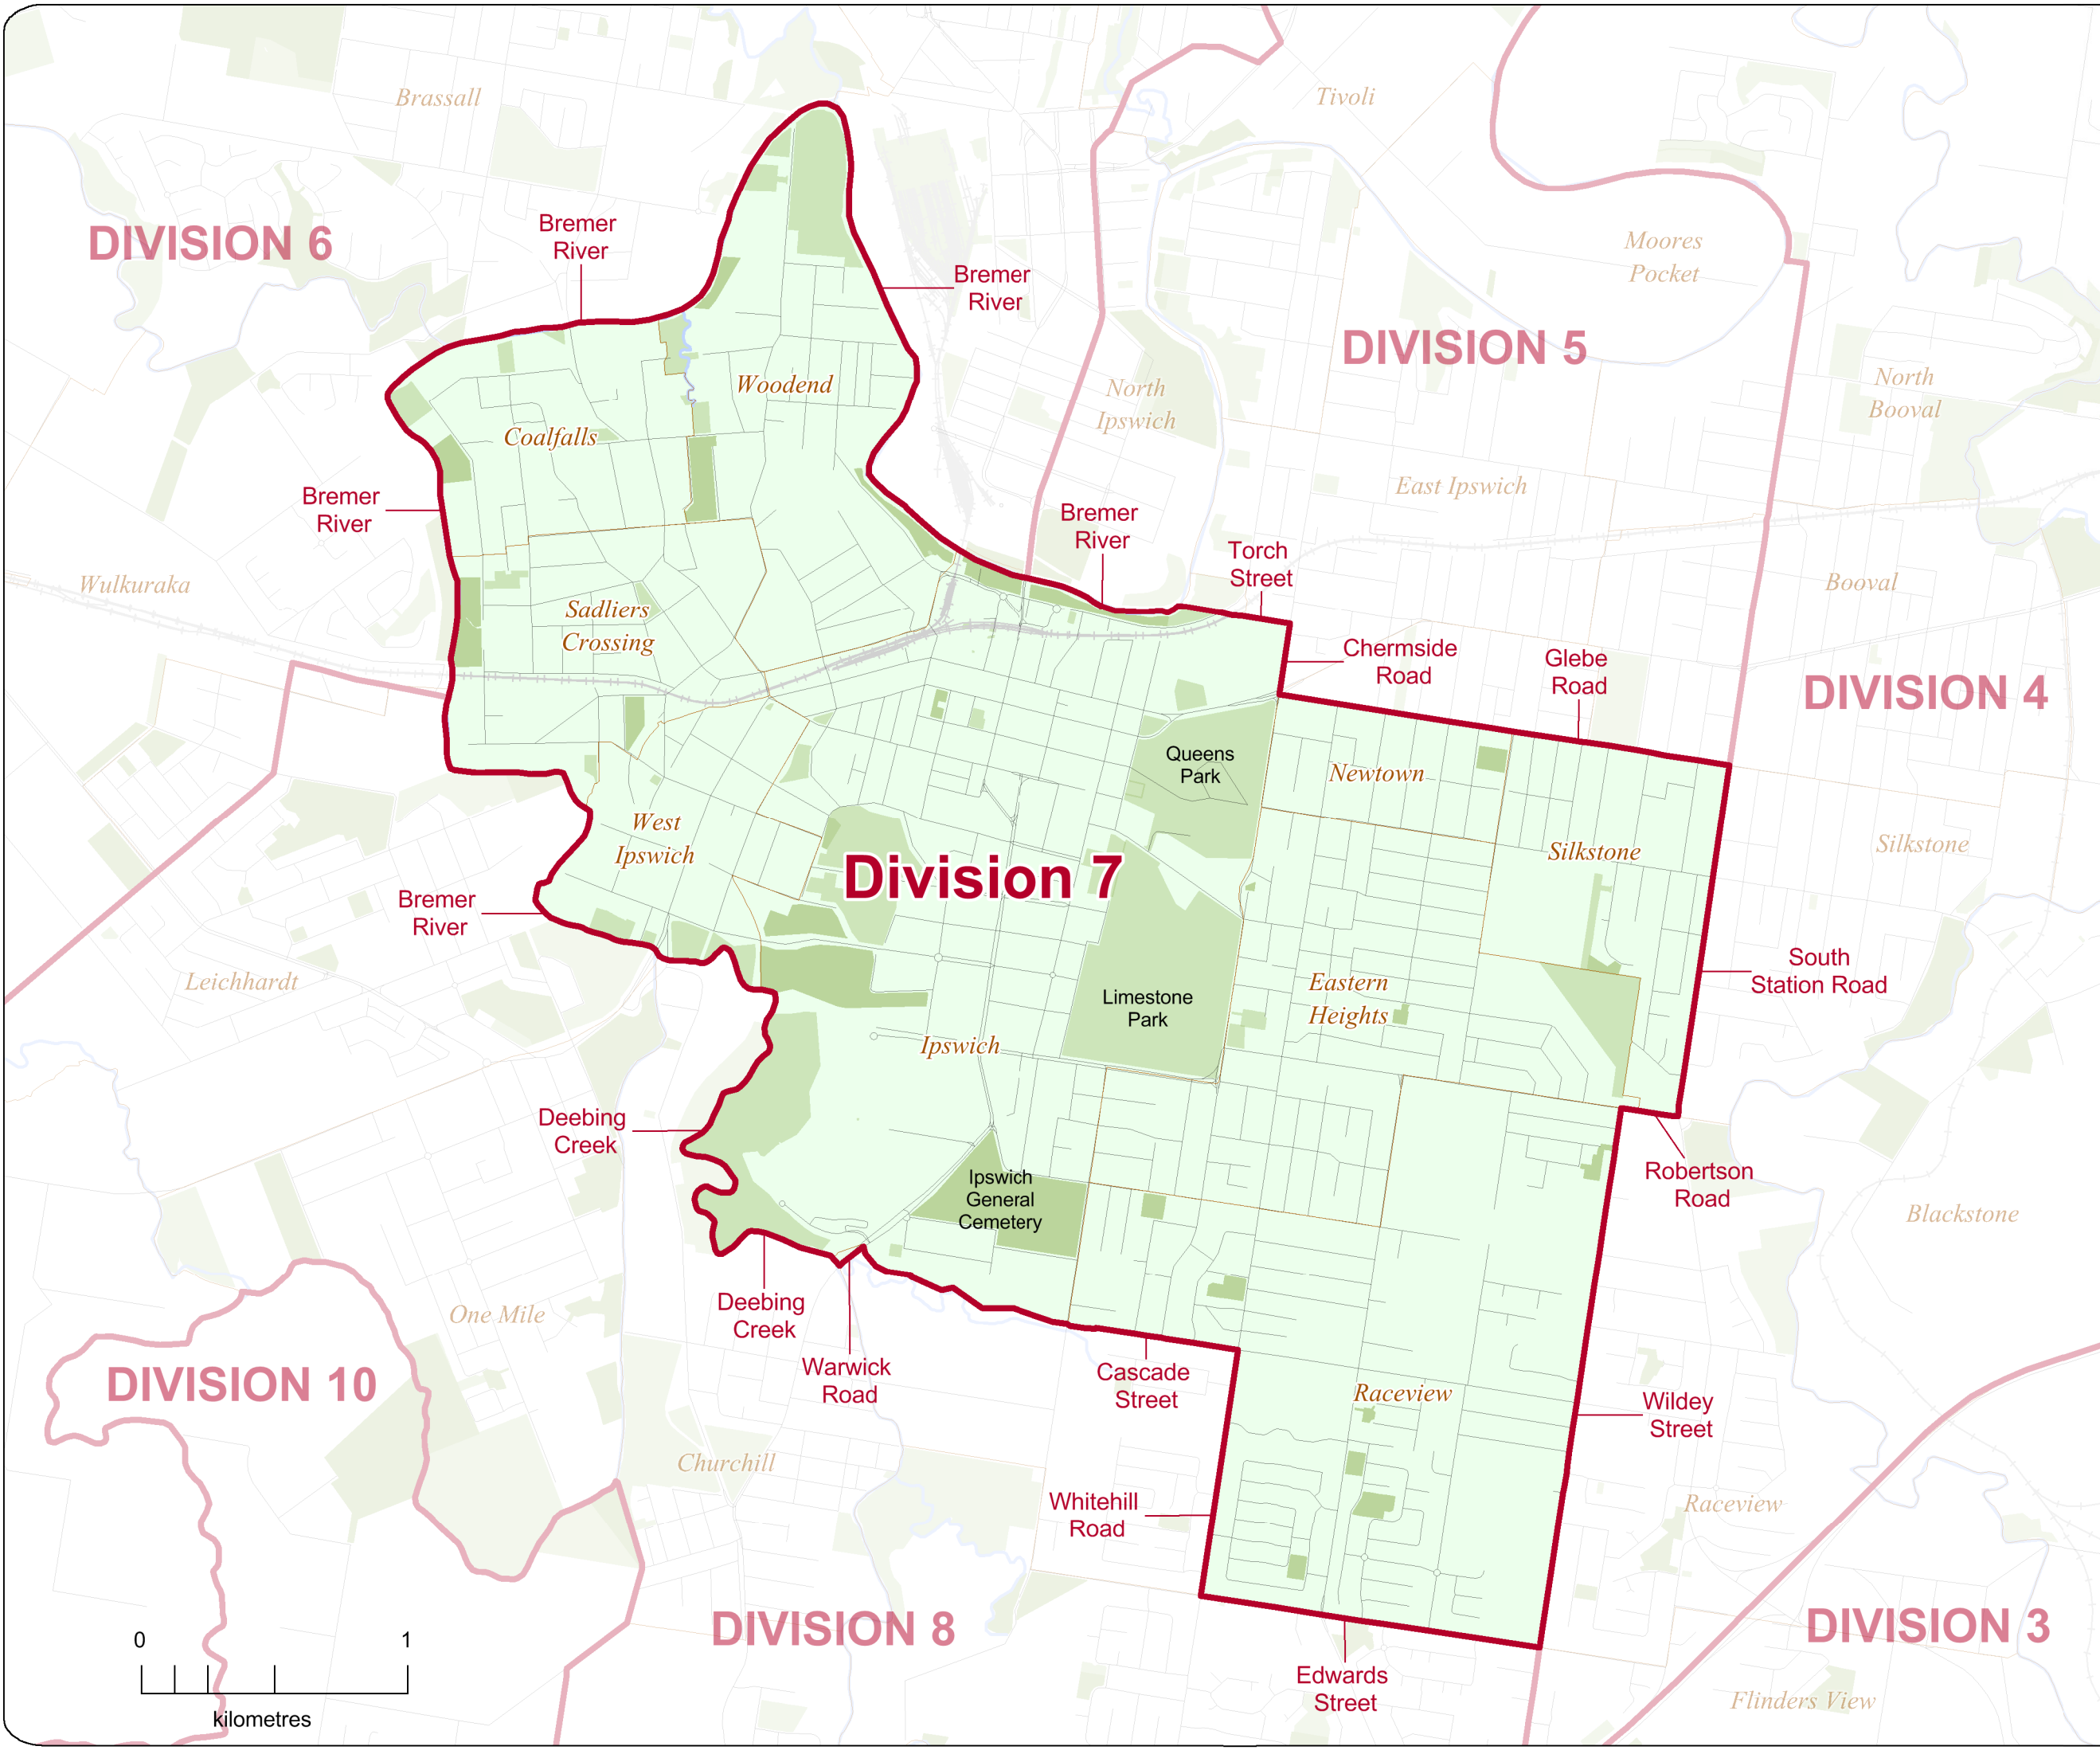 Brassall
Tivoli
DIVISION 6
Bremer
River
Moores
Pocket
Bremer
River
DIVISION 5
Woodend
North
Ipswich
North
Booval
Coalfalls
East Ipswich
Bremer
River
Bremer
River
Torch
Street
Wulkuraka
Booval
Sadliers
Crossing
Chermside
Road
Glebe
Road
DIVISION 4
Queens
Park
Newtown
West
Ipswich
Silkstone
Silkstone
Division 7
Bremer
River
Leichhardt
South
Station Road
Eastern
Heights
Limestone
Park
Ipswich
Deebing
Creek
Ipswich
General
Cemetery
Robertson
Road
Blackstone
One Mile
Deebing
Creek
Warwick
Road
Cascade
Street
DIVISION 10
Raceview
Wildey
Street
Churchill
Whitehill
Road
Raceview
DIVISION 8
DIVISION 3
0 1
kilometres
Edwards
Street
Flinders View